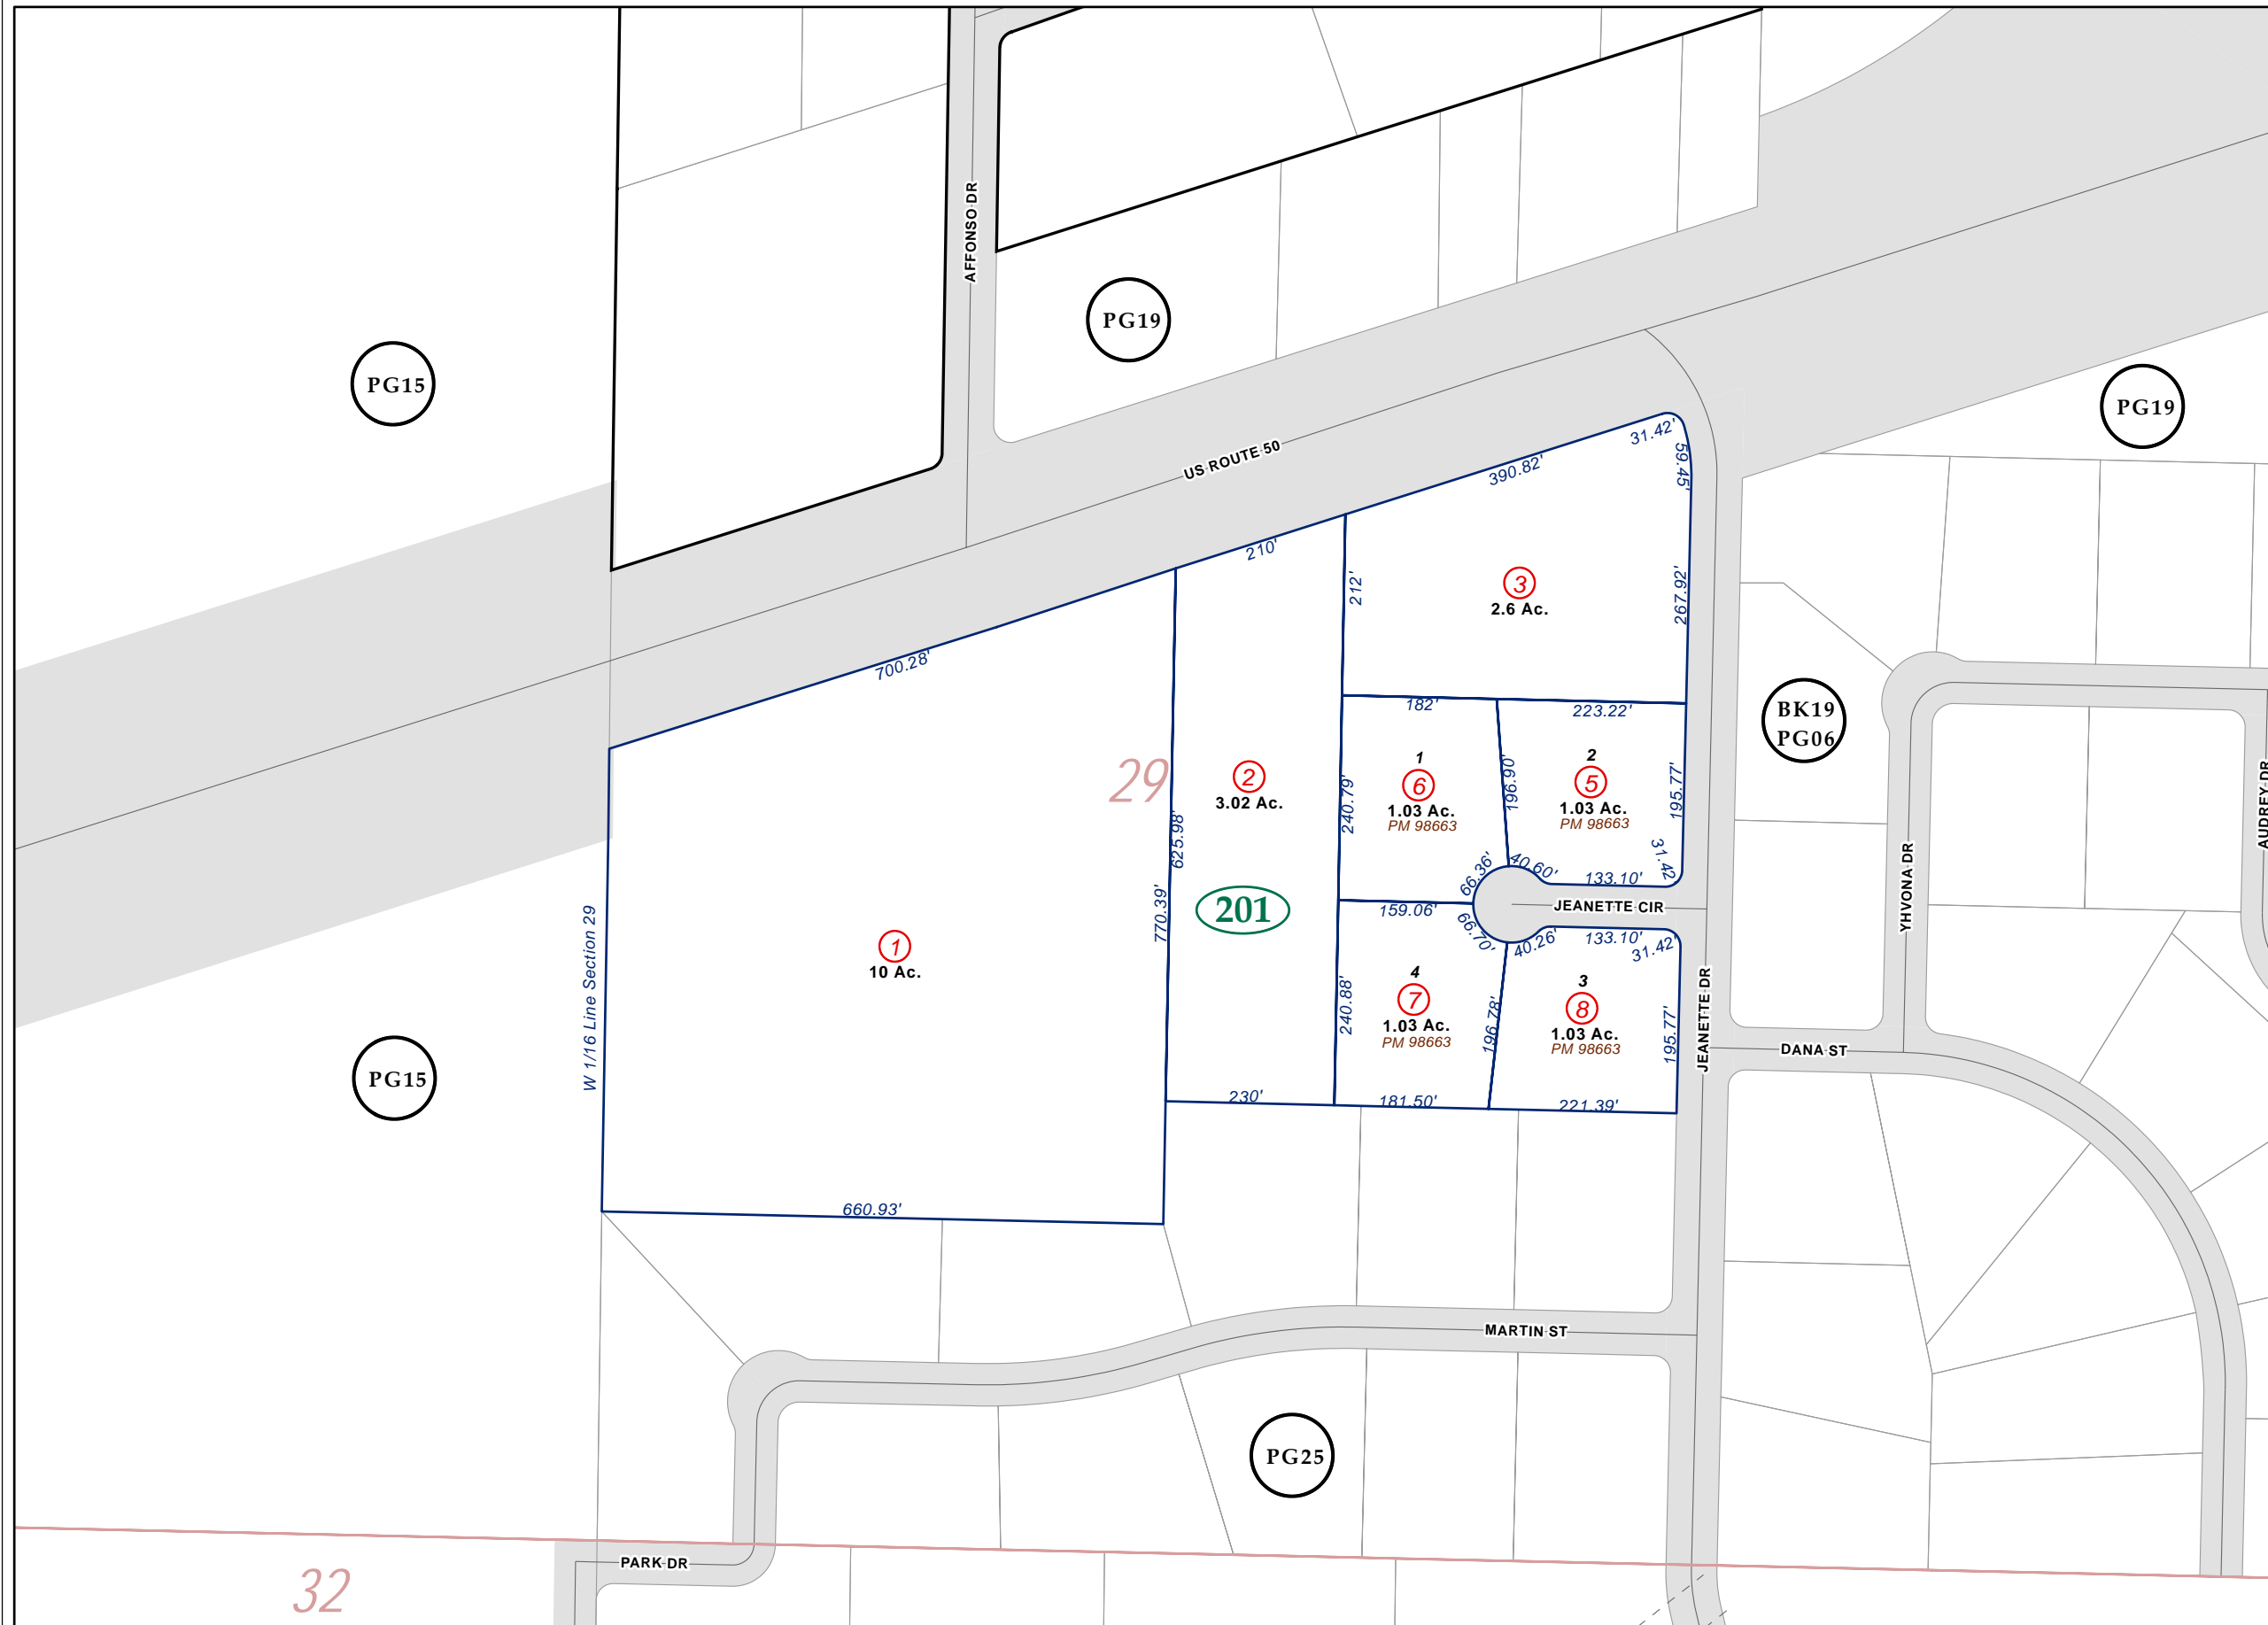 AFFONSO DR
PG19
PG15
PG19
US ROUTE 50
31.42'
59.45'
390.82'
210'
212'
3
2.6 Ac.
267.92'
700.28'
182'
223.22'
BK19
PG06
29
2
3.02 Ac.
1
6
1.03 Ac.
PM 98663
196.90'
2
5
1.03 Ac.
PM 98663
195.77'
240.79'
625.98'
31.42
AUDREY DR
YHVONA DR
66.36'
40.60'
133.10'
JEANETTE CIR
201
770.39'
159.06'
66.70'
40.26'
133.10'
31.42'
1
10 Ac.
W 1/16 Line Section 29
4
7
1.03 Ac.
PM 98663
240.88'
196.78'
3
8
1.03 Ac.
PM 98663
195.77'
JEANETTE DR
DANA ST
PG15
230'
181.50'
221.39'
660.93'
MARTIN ST
PG25
PARK DR
32